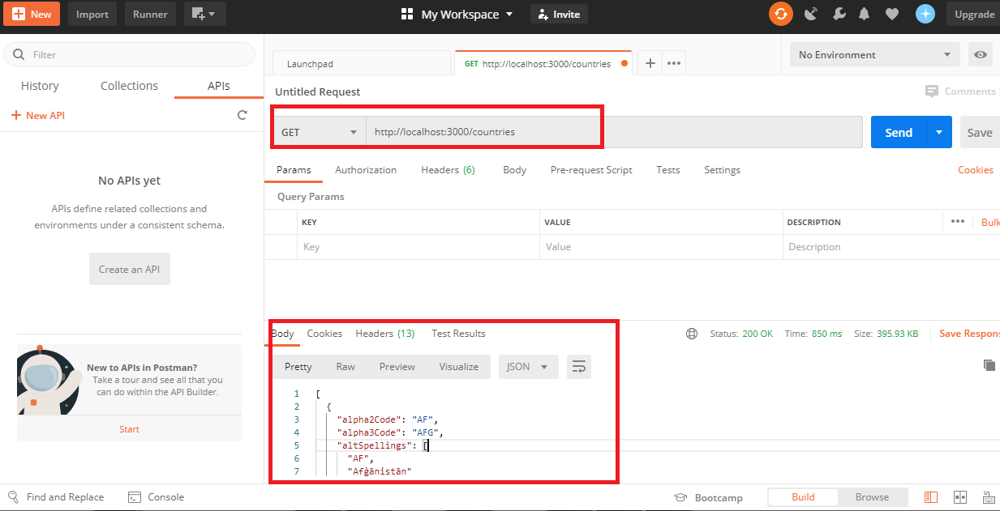 New Import Runner My Workspace Invite Upgrade
Filter
History Collections APIs
New API
No APIs yet
APIs define related collections and
environments under a consistent schema.
Create an API
New to APIs in Postman?
Take a tour and see all that you
can do within the API Builder.
Start
Launchpad GET http://localhost:3000/countries No Environment
Untitled Request Comments
GET http://localhost:3000/countries Send Save
Params Authorization Headers (6) Body Pre-request Script Tests Settings Cookies
Query Params
KEY VALUE DESCRIPTION Bulk
Key Value Description
Body Cookies Headers (13) Test Results Status: 200 OK Time: 850 ms Size: 395.93 KB Save Respons
Pretty Raw Preview Visualize JSON
1 [
2 {
3 "alpha2Code": "AF",
4 "alpha3Code": "AFG",
5 "altSpellings": [
6 "AF",
7 "Afġānistān"
Find and Replace Console Bootcamp Build Browse